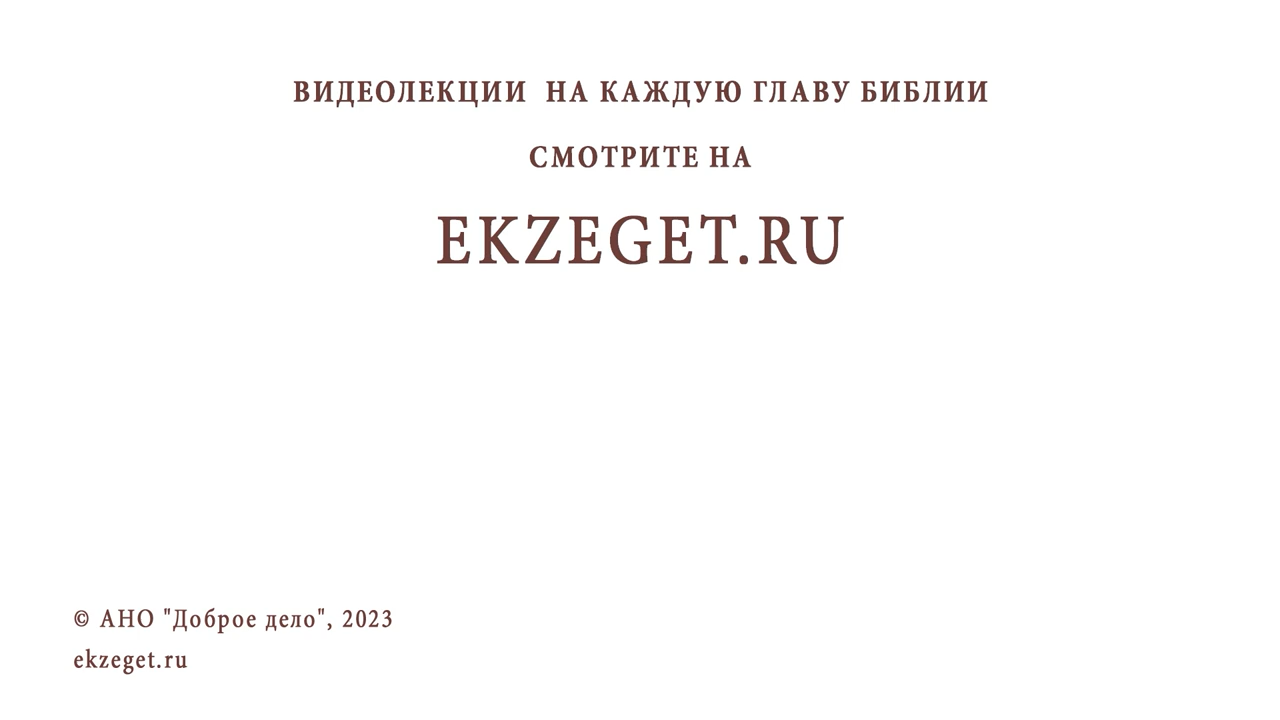 ВИДЕОЛЕКЦИИ НА КАЖДУЮ ГЛАВУ БИБЛИИ
СМОТРИТЕ НА
EKZEGET.RU
© АНО "Доброе дело", 2023
ekzeget.ru